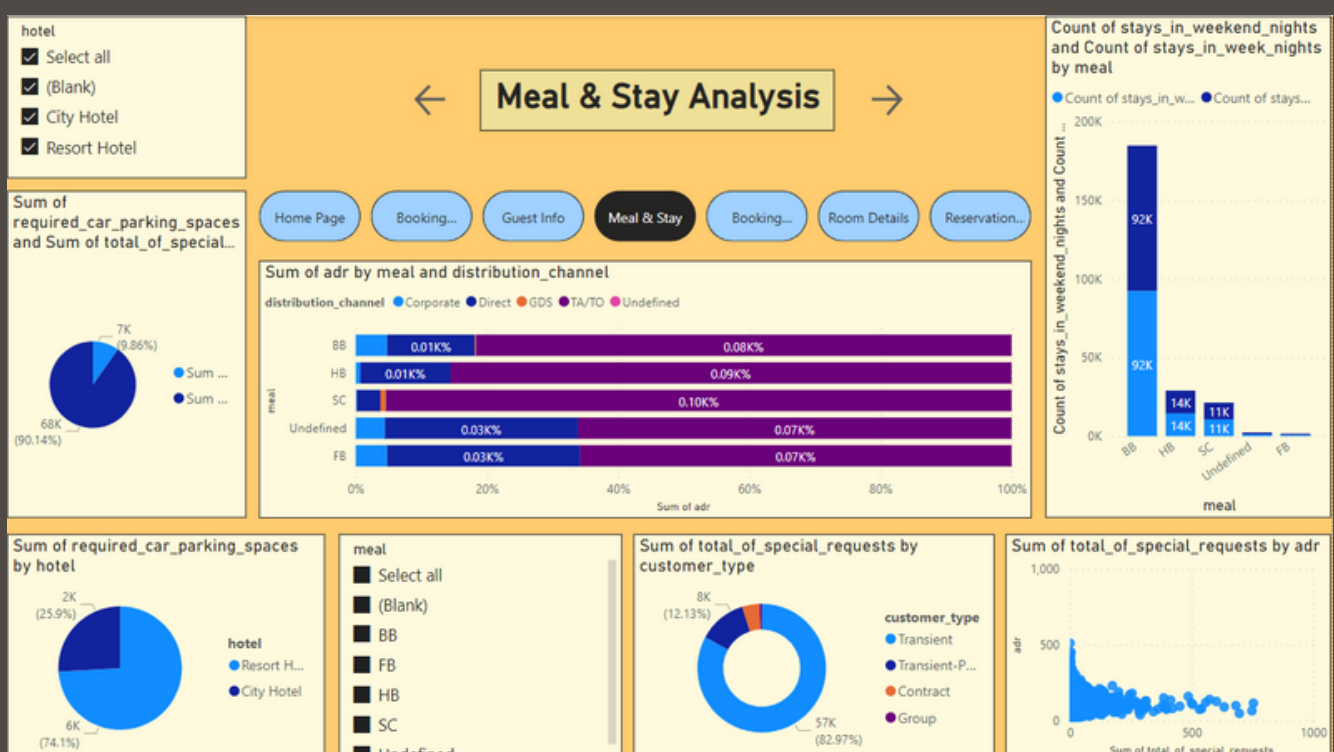 hotel
Select all
(Blank)
City Hotel
Resort Hotel
Meal & Stay Analysis
Count of stays_in_weekend_nights
and Count of stays_in_week_nights
by meal
Count of stays_in_w... Count of stays...
Count of stays_in_weekend_nights and Count ...
200K
150K
100K
50K
0K
92K
92K
14K
14K
11K
11K
BB
HB
SC
Undefined
FB
meal
Sum of
required_car_parking_spaces
and Sum of total_of_special...
7K
(9.86%)
Sum ...
Sum ...
68K
(90.14%)
Home Page
Booking...
Guest Info
Meal & Stay
Booking...
Room Details
Reservation...
Sum of adr by meal and distribution_channel
distribution_channel Corporate Direct GDS TA/TO Undefined
meal
BB 0.01K% 0.08K%
HB 0.01K% 0.09K%
SC 0.10K%
Undefined 0.03K% 0.07K%
FB 0.03K% 0.07K%
0% 20% 40% 60% 80% 100%
Sum of adr
Sum of required_car_parking_spaces
by hotel
2K
(25.9%)
hotel
Resort H...
City Hotel
6K
(74.1%)
meal
Select all
(Blank)
BB
FB
HB
SC
Undefined
Sum of total_of_special_requests by
customer_type
8K
(12.13%)
customer_type
Transient
Transient-P...
Contract
Group
57K
(82.97%)
Sum of total_of_special_requests by adr
1,000
500
0
adr
0 500 1000
Sum of total_of_special_requests